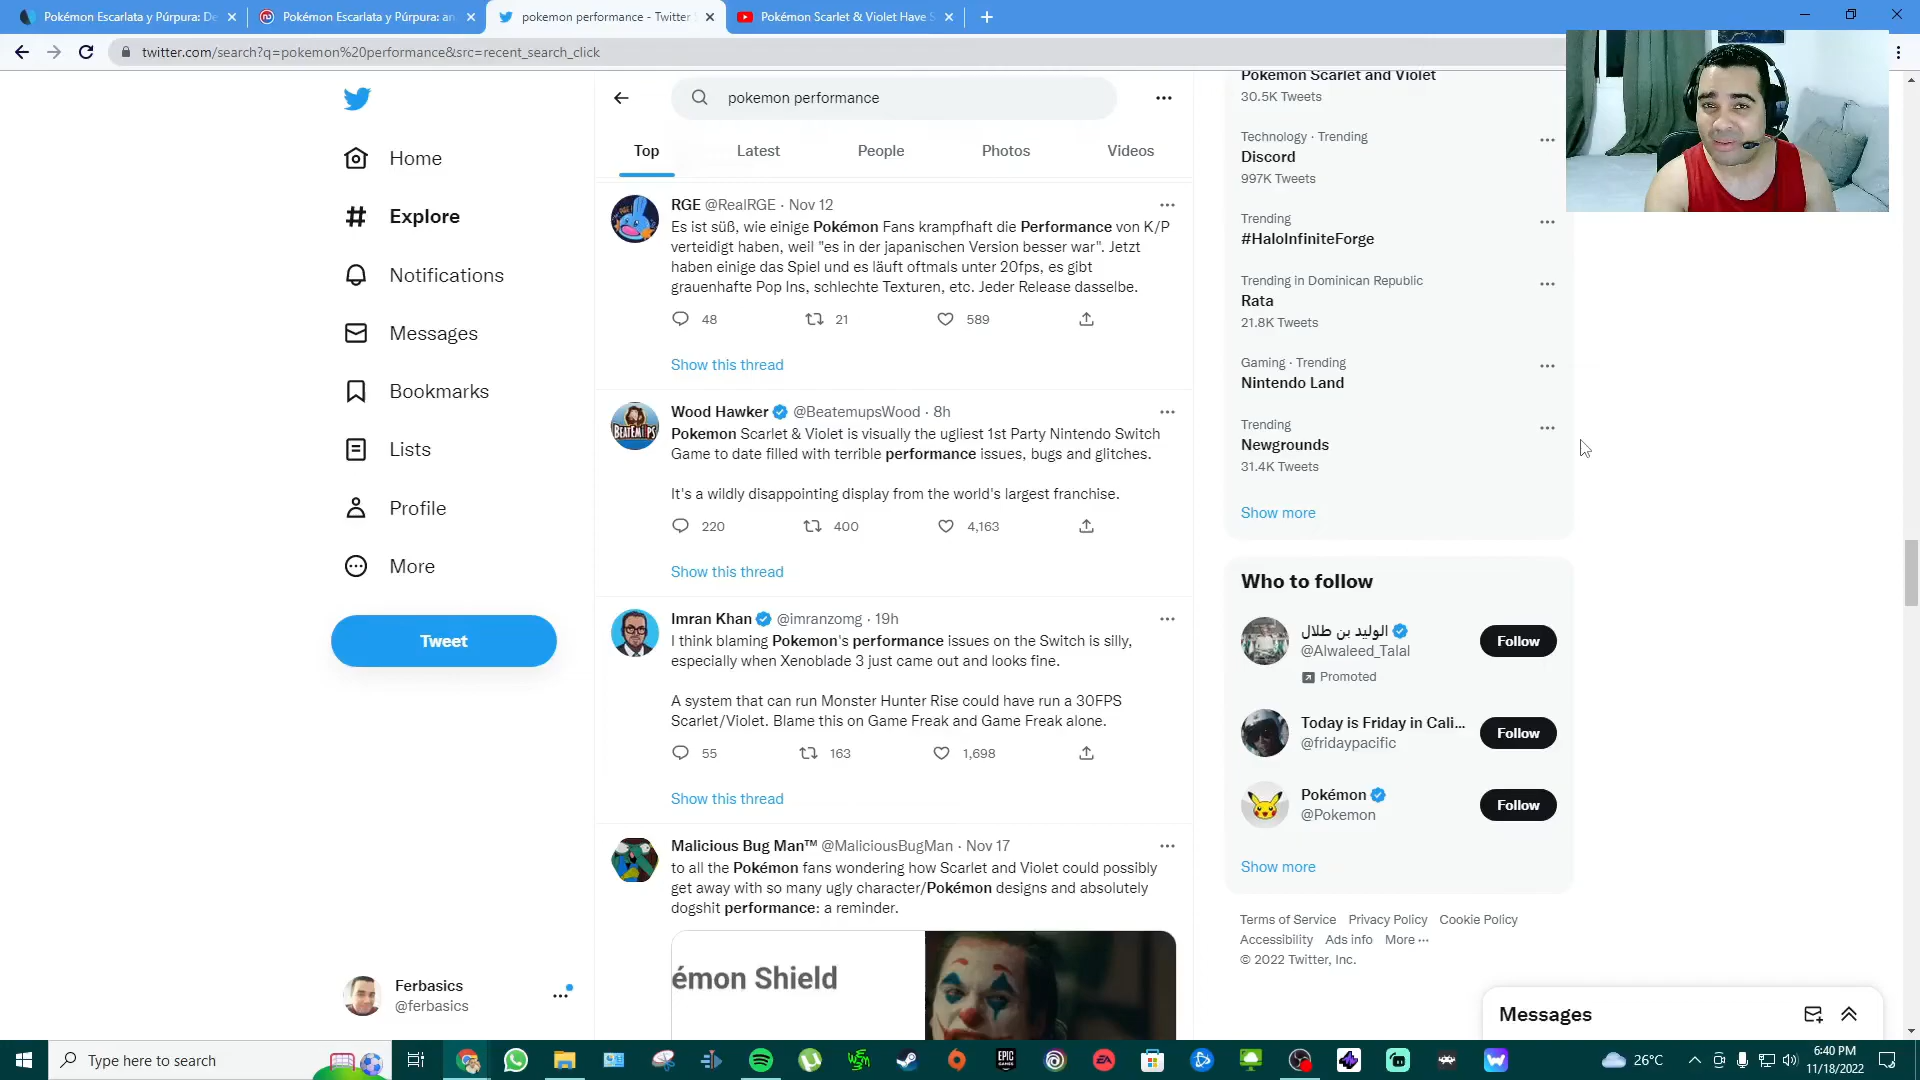 Pokémon Escarlata y Púrpura: De
Pokémon Escarlata y Púrpura: an
pokemon performance - Twitter
Pokémon Scarlet & Violet Have S
twitter.com/search?q=pokemon%20performance&src=recent_search_click
Home
Explore
Notifications
Messages
Bookmarks
Lists
Profile
More
Tweet
Ferbasics
@ferbasics
pokemon performance
Top
Latest
People
Photos
Videos
RGE @RealRGE · Nov 12
Es ist süß, wie einige Pokémon Fans krampfhaft die Performance von K/P
verteidigt haben, weil "es in der japanischen Version besser war". Jetzt
haben einige das Spiel und es läuft oftmals unter 20fps, es gibt
grauenhafte Pop Ins, schlechte Texturen, etc. Jeder Release dasselbe.
48 21 589
Show this thread
Wood Hawker @BeatemupsWood · 8h
Pokemon Scarlet & Violet is visually the ugliest 1st Party Nintendo Switch
Game to date filled with terrible performance issues, bugs and glitches.
It's a wildly disappointing display from the world's largest franchise.
220 400 4,163
Show this thread
BEATEMUPS
Imran Khan @imranzomg · 19h
I think blaming Pokemon's performance issues on the Switch is silly,
especially when Xenoblade 3 just came out and looks fine.
A system that can run Monster Hunter Rise could have run a 30FPS
Scarlet/Violet. Blame this on Game Freak and Game Freak alone.
55 163 1,698
Show this thread
Malicious Bug Man™ @MaliciousBugMan · Nov 17
to all the Pokémon fans wondering how Scarlet and Violet could possibly
get away with so many ugly character/Pokémon designs and absolutely
dogshit performance: a reminder.
émon Shield
Pokémon Scarlet and Violet
30.5K Tweets
Technology · Trending
Discord
997K Tweets
Trending
#HaloInfiniteForge
Trending in Dominican Republic
Rata
21.8K Tweets
Gaming · Trending
Nintendo Land
Trending
Newgrounds
31.4K Tweets
Show more
Who to follow
الوليد بن طلال
@Alwaleed_Talal
Promoted
Follow
Today is Friday in Cali...
@fridaypacific
Follow
Pokémon
@Pokemon
Follow
Show more
Terms of Service Privacy Policy Cookie Policy
Accessibility Ads info More ···
© 2022 Twitter, Inc.
Messages
Type here to search
EPIC
GAMES
EA
26°C
6:40 PM
11/18/2022